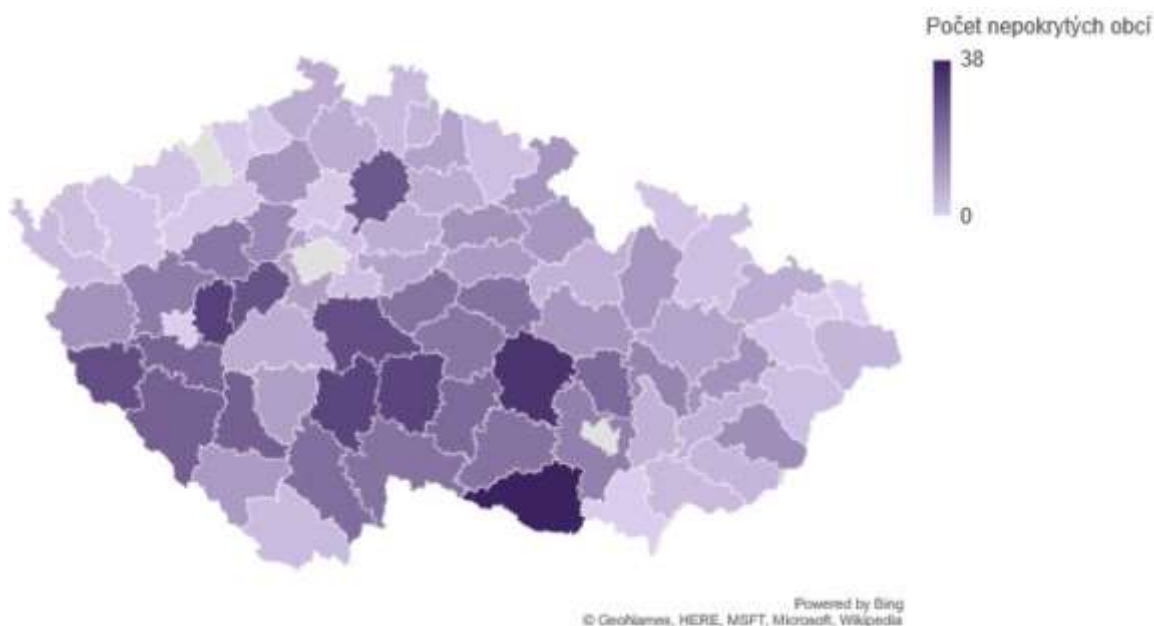 Počet nepokrytých obcí
38
0
Powered by Bing
© GeoNames, HERE, MSFT, Microsoft, Wikipedia